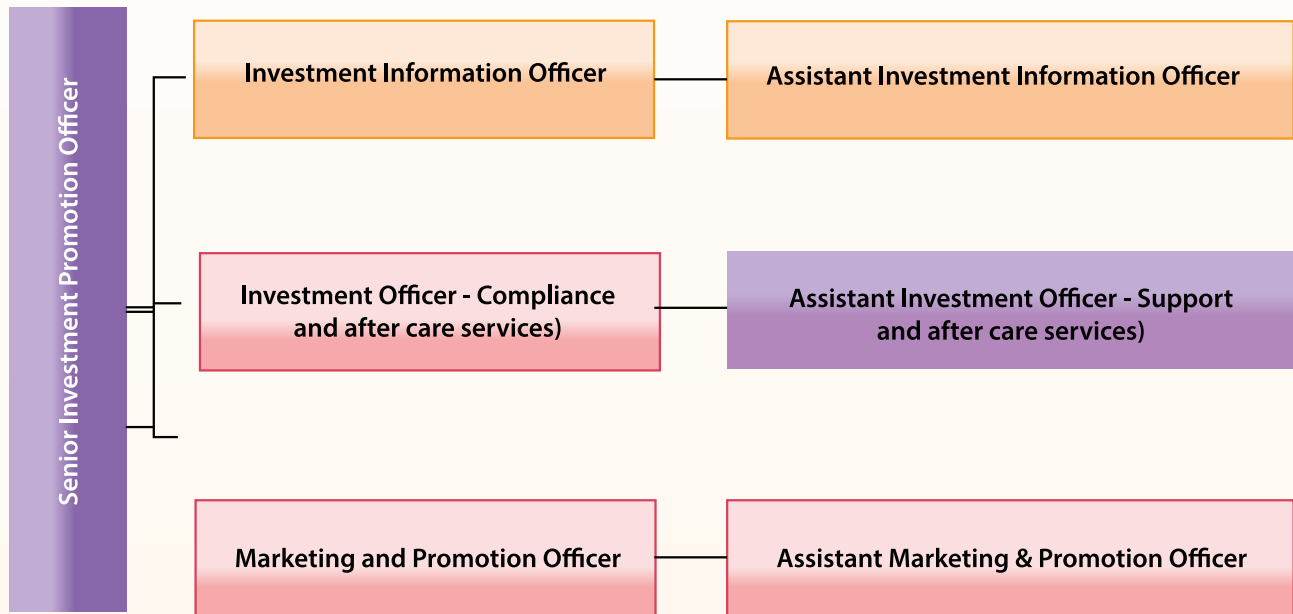 Senior Investment Promotion Officer
Investment Information Officer
Assistant Investment Information Officer
Investment Officer - Compliance
and after care services)
Assistant Investment Officer - Support
and after care services)
Marketing and Promotion Officer
Assistant Marketing & Promotion Officer